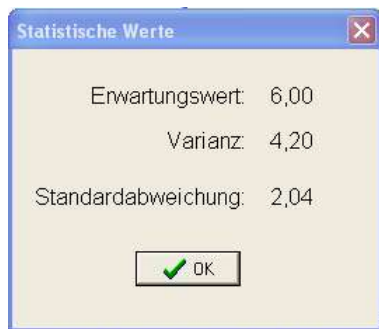 Statistische Werte
Erwartungswert: 6,00
Varianz: 4,20
Standardabweichung: 2,04
OK